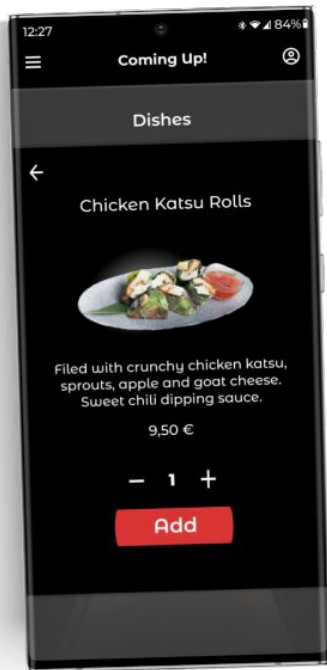 12:27
84%
Coming Up!
Dishes
Chicken Katsu Rolls
Filed with crunchy chicken katsu,
sprouts, apple and goat cheese.
Sweet chili dipping sauce.
9,50 €
1
Add